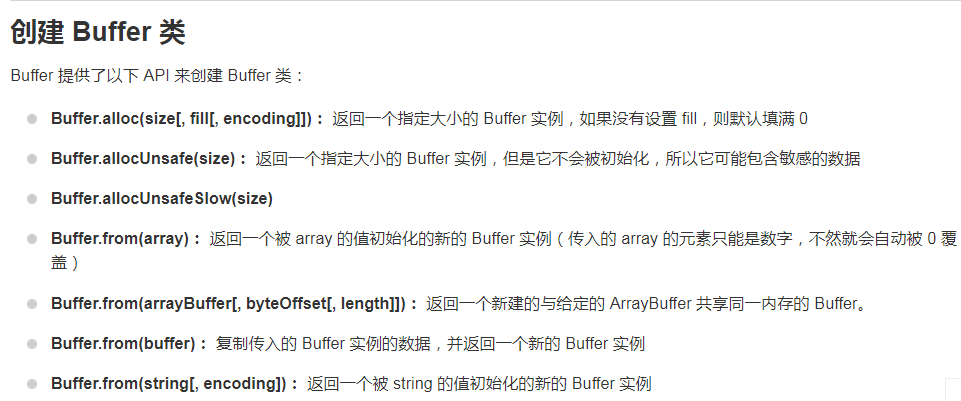 创建 Buffer 类
Buffer 提供了以下 API 来创建 Buffer 类：
Buffer.alloc(size[, fill[, encoding]])： 返回一个指定大小的 Buffer 实例，如果没有设置 fill，则默认填满 0
Buffer.allocUnsafe(size)： 返回一个指定大小的 Buffer 实例，但是它不会被初始化，所以它可能包含敏感的数据
Buffer.allocUnsafeSlow(size)
Buffer.from(array)： 返回一个被 array 的值初始化的新的 Buffer 实例（传入的 array 的元素只能是数字，不然就会自动被 0 覆
盖）
Buffer.from(arrayBuffer[, byteOffset[, length]])： 返回一个新建的与给定的 ArrayBuffer 共享同一内存的 Buffer。
Buffer.from(buffer)： 复制传入的 Buffer 实例的数据，并返回一个新的 Buffer 实例
Buffer.from(string[, encoding])： 返回一个被 string 的值初始化的新的 Buffer 实例